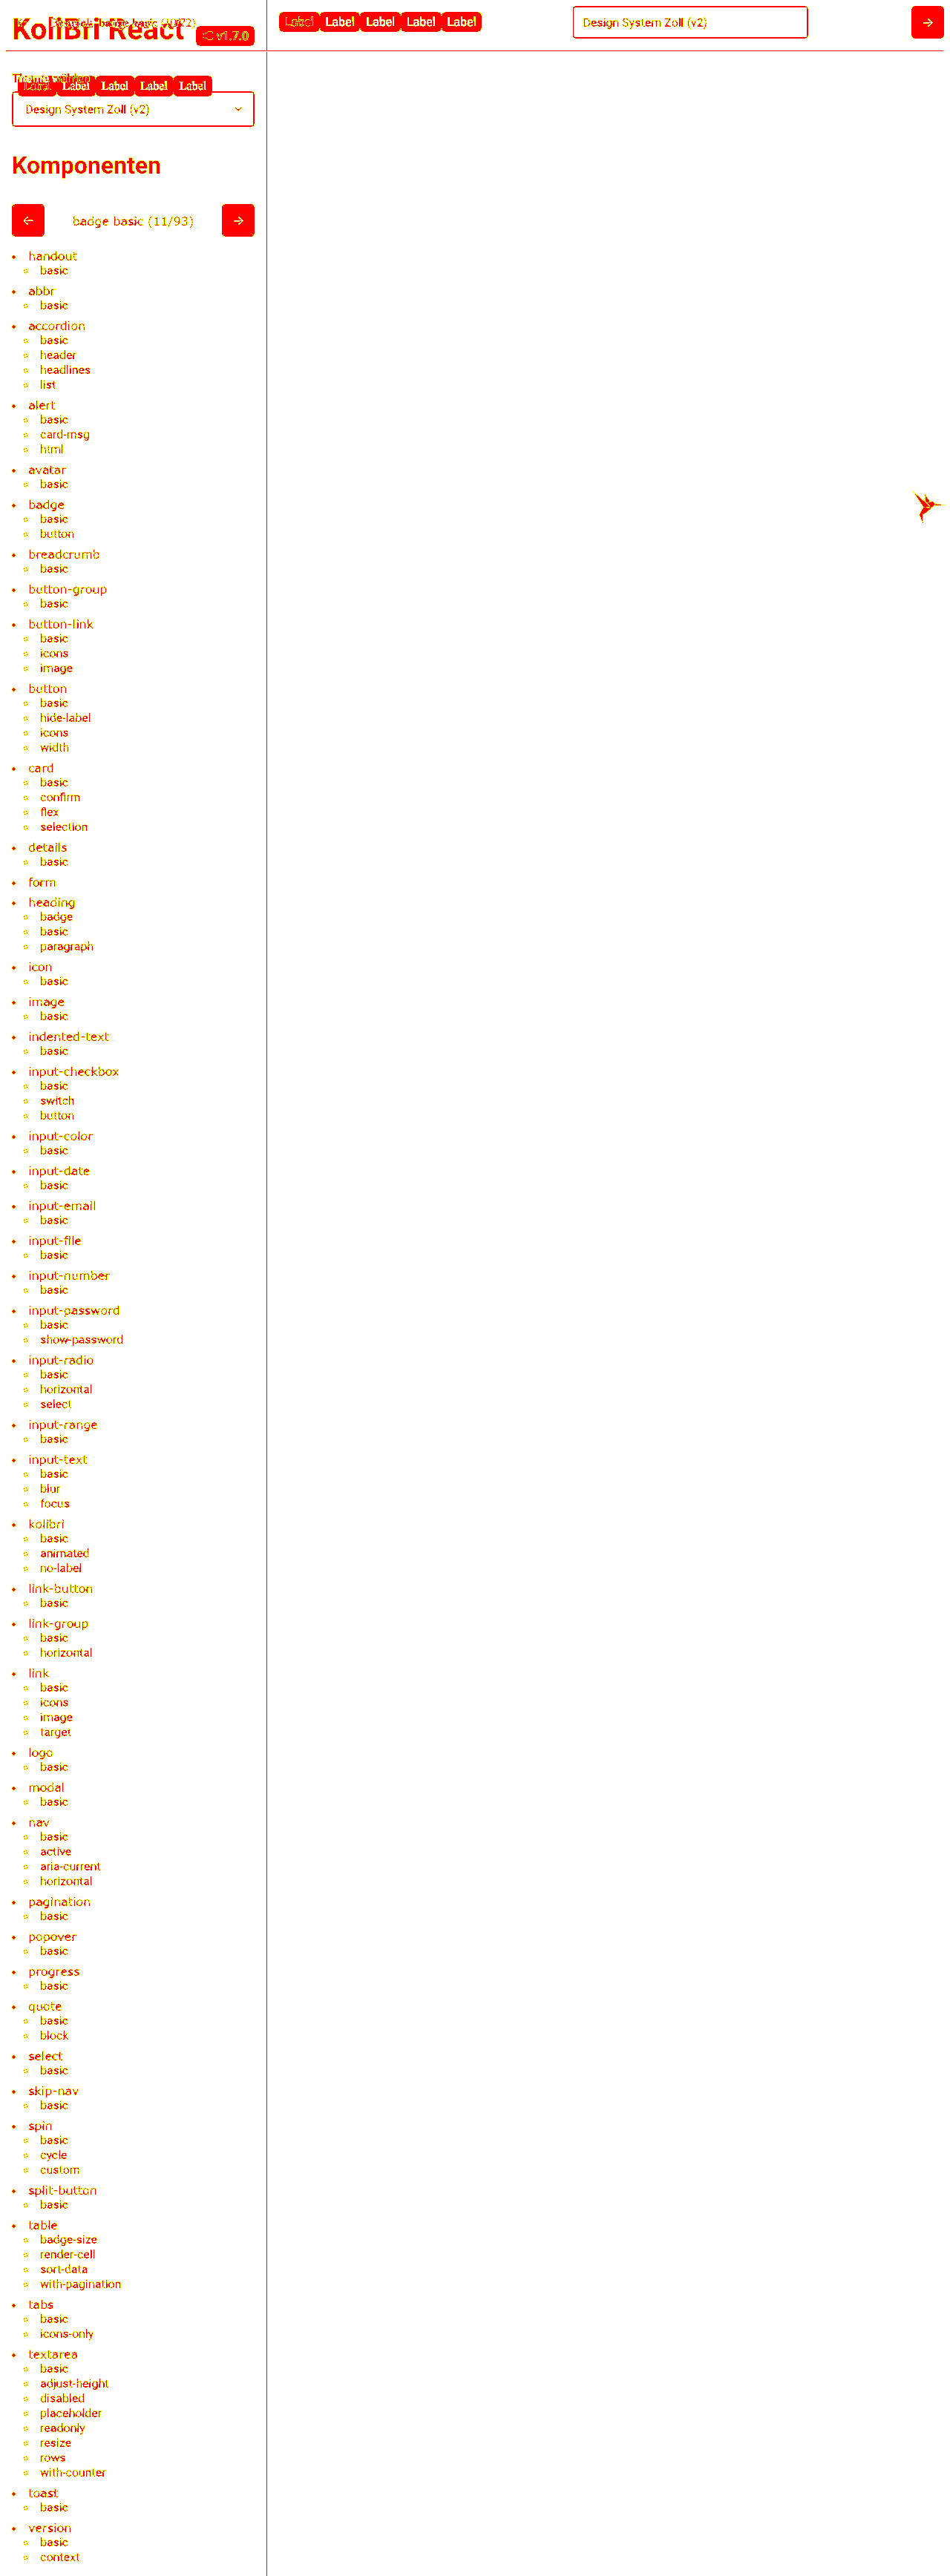 KoliBri React
v1.7.0
Label Label Label Label Label
Design System Zoll (v2)
Label Label Label Label
Design System Zoll (v2)
Komponenten
badge basic (11/93)
handout
basic
abbr
basic
accordion
basic
header
headlines
list
alert
basic
card-msg
html
avatar
basic
badge
basic
button
breadcrumb
basic
button-group
basic
button-link
basic
icons
image
button
basic
hide-label
icons
width
card
basic
confirm
flex
selection
details
basic
form
heading
badge
basic
paragraph
icon
basic
image
basic
indented-text
basic
input-checkbox
basic
switch
button
input-color
basic
input-date
basic
input-email
basic
input-file
basic
input-number
basic
input-password
basic
show-password
input-radio
basic
horizontal
select
input-range
basic
input-text
basic
blur
focus
kolibri
basic
animated
no-label
link-button
basic
link-group
basic
horizontal
link
basic
icons
image
target
logo
basic
modal
basic
nav
basic
active
aria-current
horizontal
pagination
basic
popover
basic
progress
basic
quote
basic
block
select
basic
skip-nav
basic
spin
basic
cycle
custom
split-button
basic
table
badge-size
render-cell
sort-data
with-pagination
tabs
basic
icons-only
textarea
basic
adjust-height
disabled
placeholder
readonly
resize
rows
with-counter
toast
basic
version
basic
context